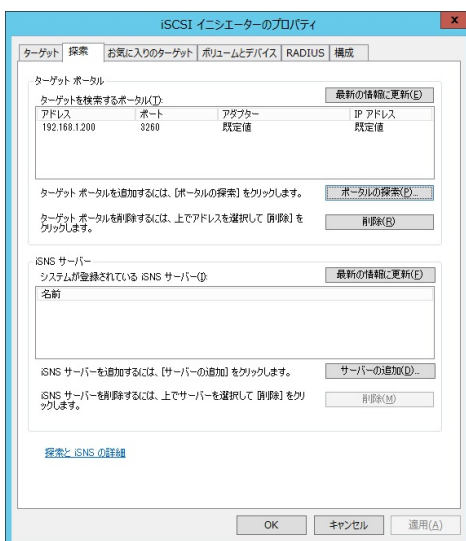 iSCSI イニシエーターのプロパティ
x
ターゲット 探索 お気に入りのターゲット ボリュームとデバイス RADIUS 構成
ターゲット ポータル
ターゲットを検索するポータル(T):
最新の情報に更新(E)
アドレス ポート アダプター IP アドレス
192.168.1.200 3260 既定値 既定値
ターゲット ポータルを追加するには、[ポータルの探索] をクリックします。
ポータルの探索(P)...
ターゲット ポータルを削除するには、上でアドレスを選択して [削除] を
クリックします。
削除(R)
iSNS サーバー
システムが登録されている iSNS サーバー(I):
最新の情報に更新(F)
名前
iSNS サーバーを追加するには、[サーバーの追加] をクリックします。
サーバーの追加(D)...
iSNS サーバーを削除するには、上でサーバーを選択して [削除] をクリ
ックします。
削除(M)
探索と iSNS の詳細
OK キャンセル 適用(A)